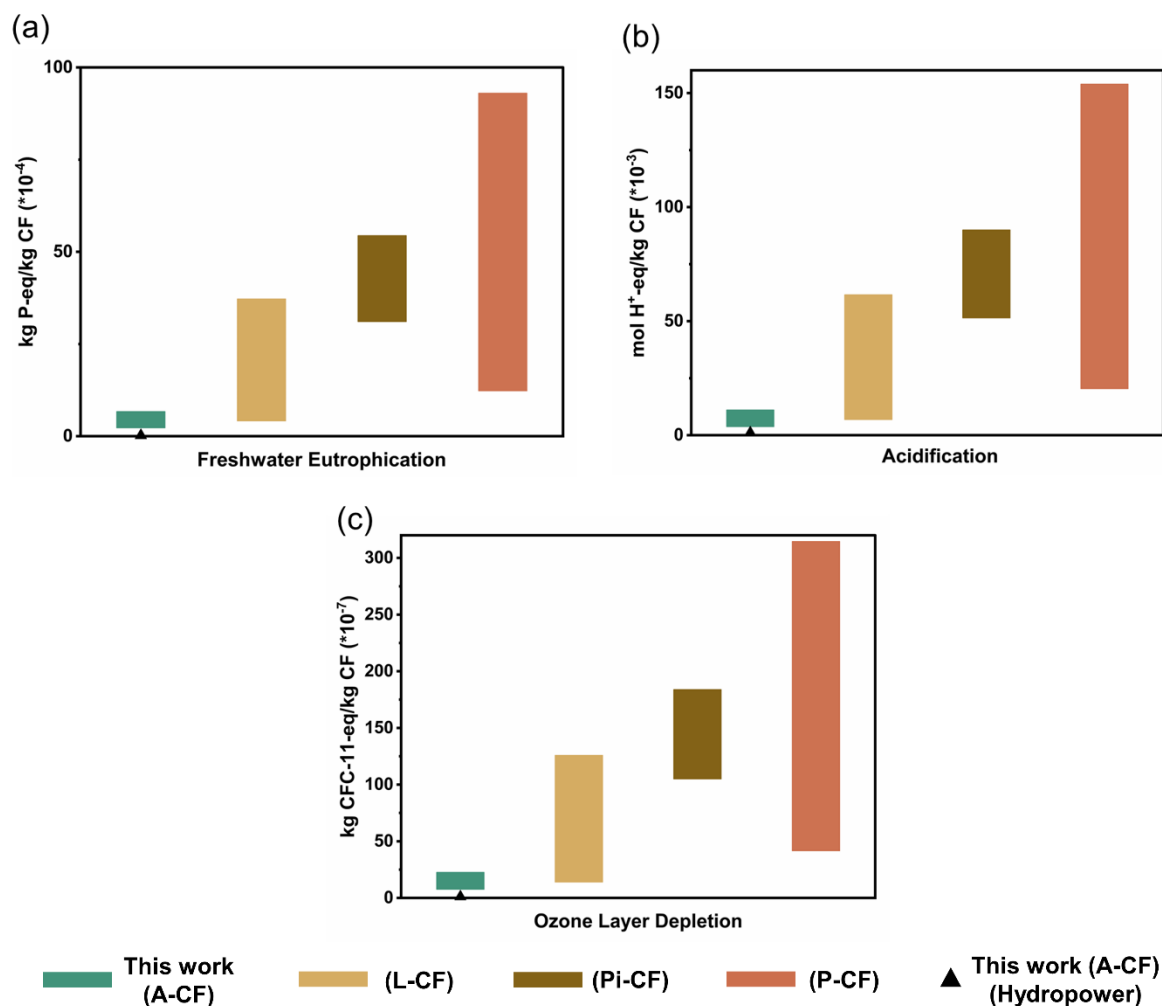 (a)
100
50
0
kg P-eq/kg CF (*10⁻⁴)
Freshwater Eutrophication
(b)
150
100
50
0
mol H⁺-eq/kg CF (*10⁻³)
Acidification
(c)
300
250
200
150
100
50
0
kg CFC-11-eq/kg CF (*10⁻⁷)
Ozone Layer Depletion
This work
(A-CF)
(L-CF)
(Pi-CF)
(P-CF)
This work (A-CF)
(Hydropower)